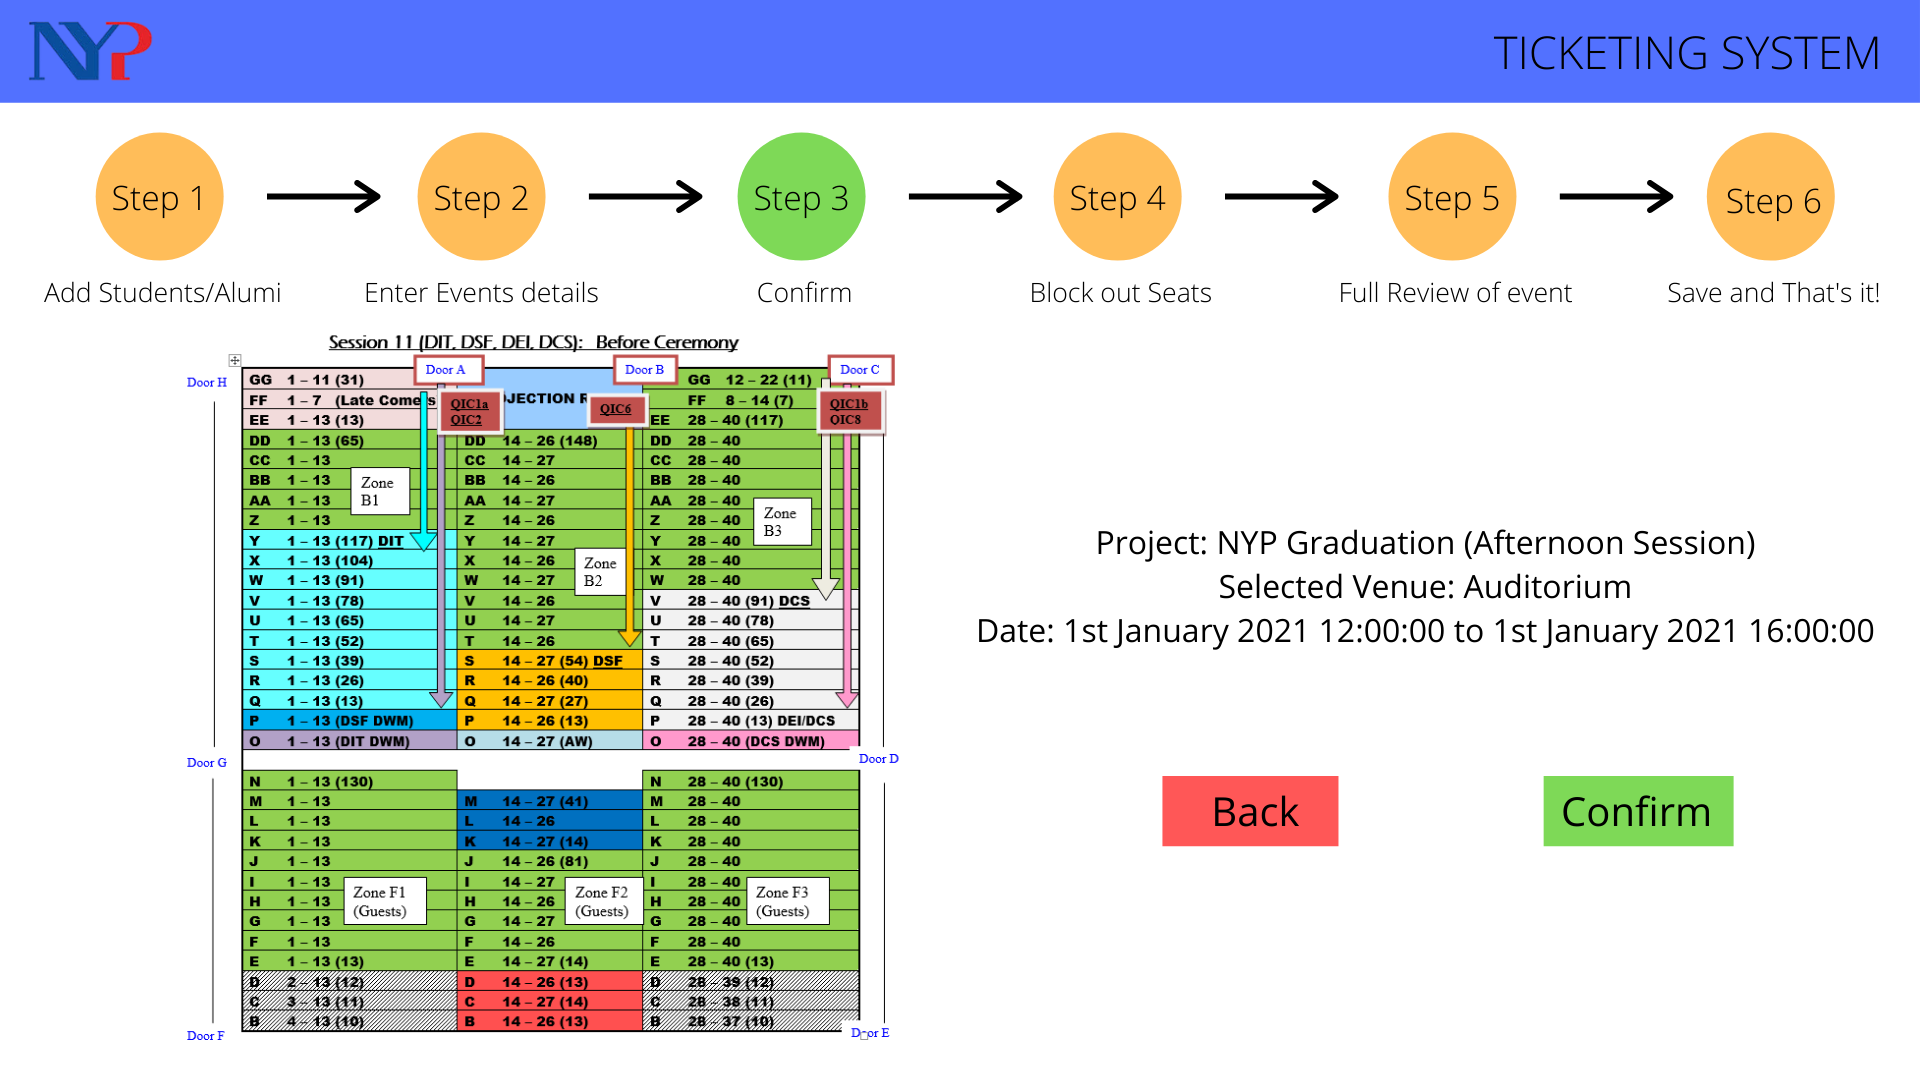 NYP
TICKETING SYSTEM
Step 1
Step 2
Step 3
Step 4
Step 5
Step 6
Add Students/Alumi
Enter Events details
Confirm
Block out Seats
Full Review of event
Save and That's it!
Session 11 (DIT, DSF, DEI, DCS): Before Ceremony
Door H
Door A
Door B
Door C
GG 1 – 11 (31)
GG 12 – 22 (11)
FF 1 – 7 (Late Comers
JECTION R
FF 8 – 14 (7)
QIC1a
QIC2
QIC6
QIC1b
QIC8
EE 1 – 13 (13)
EE 28 – 40 (117)
DD 1 – 13 (65)
DD 14 – 26 (148)
DD 28 – 40
CC 1 – 13
CC 14 – 27
CC 28 – 40
BB 1 – 13
BB 14 – 26
BB 28 – 40
AA 1 – 13
AA 14 – 27
AA 28 – 40
Z 1 – 13
Z 14 – 26
Z 28 – 40
Zone
B1
Zone
B2
Zone
B3
Y 1 – 13 (117) DIT
Y 14 – 27
Y 28 – 40
X 1 – 13 (104)
X 14 – 26
X 28 – 40
W 1 – 13 (91)
W 14 – 27
W 28 – 40
V 1 – 13 (78)
V 14 – 26
V 28 – 40 (91) DCS
U 1 – 13 (65)
U 14 – 27
U 28 – 40 (78)
T 1 – 13 (52)
T 14 – 26
T 28 – 40 (65)
S 1 – 13 (39)
S 14 – 27 (54) DSF
S 28 – 40 (52)
R 1 – 13 (26)
R 14 – 26 (40)
R 28 – 40 (39)
Q 1 – 13 (13)
Q 14 – 27 (27)
Q 28 – 40 (26)
P 1 – 13 (DSF DWM)
P 14 – 26 (13)
P 28 – 40 (13) DEI/DCS
O 1 – 13 (DIT DWM)
O 14 – 27 (AW)
O 28 – 40 (DCS DWM)
Door G
Door D
N 1 – 13 (130)
N 28 – 40 (130)
M 1 – 13
M 14 – 27 (41)
M 28 – 40
L 1 – 13
L 14 – 26
L 28 – 40
K 1 – 13
K 14 – 27 (14)
K 28 – 40
J 1 – 13
J 14 – 26 (81)
J 28 – 40
I 1 – 13
I 14 – 27
I 28 – 40
H 1 – 13
H 14 – 26
H 28 – 40
G 1 – 13
G 14 – 27
G 28 – 40
Zone F1
(Guests)
Zone F2
(Guests)
Zone F3
(Guests)
F 1 – 13
F 14 – 26
F 28 – 40
E 1 – 13 (13)
E 14 – 27 (14)
E 28 – 40 (13)
D 2 – 13 (12)
D 14 – 26 (13)
D 28 – 39 (12)
C 3 – 13 (11)
C 14 – 27 (14)
C 28 – 38 (11)
B 4 – 13 (10)
B 14 – 26 (13)
B 28 – 37 (10)
Door F
Door E
Project: NYP Graduation (Afternoon Session)
Selected Venue: Auditorium
Date: 1st January 2021 12:00:00 to 1st January 2021 16:00:00
Back
Confirm